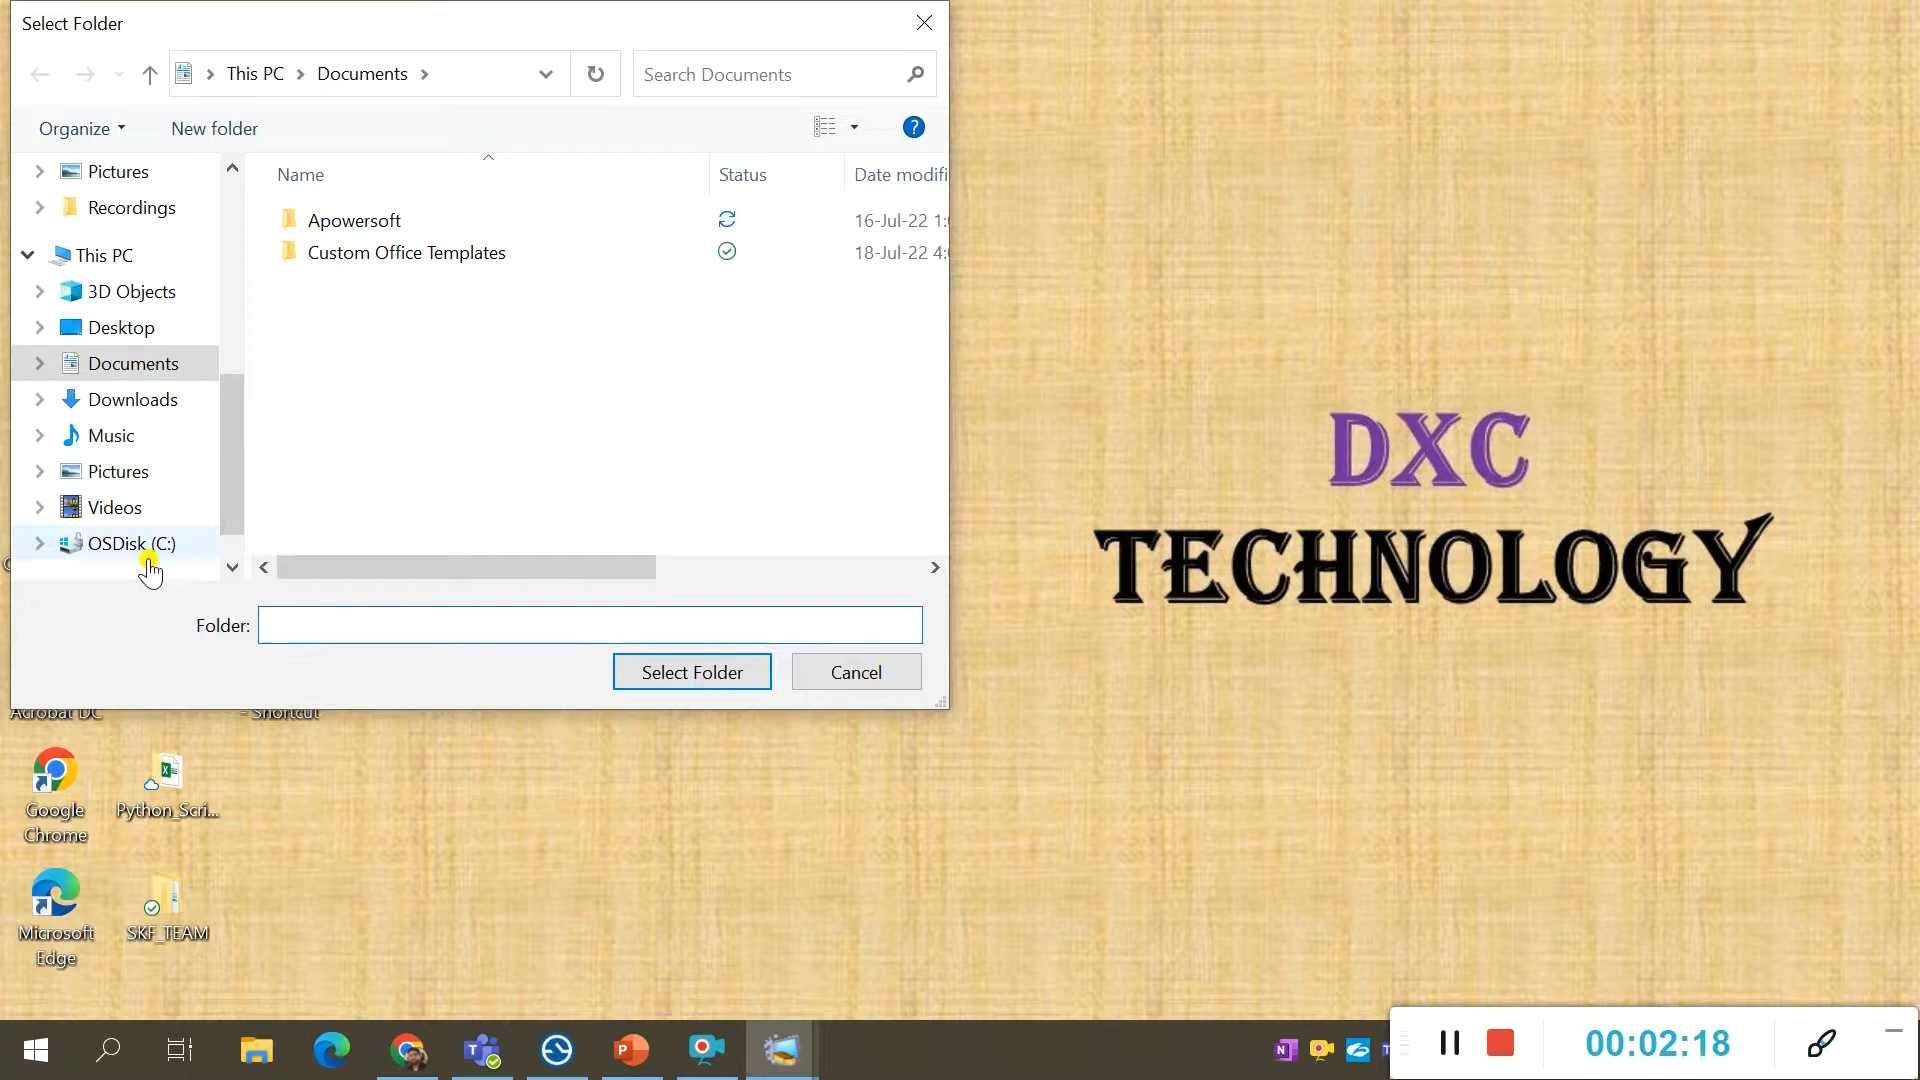 Select Folder
This PC
Documents
Search Documents
Organize
New folder
Pictures
Recordings
This PC
3D Objects
Desktop
Documents
Downloads
Music
Pictures
Videos
OSDisk (C:)
Name
Status
Date modifi
Apowersoft
16-Jul-22 1:
Custom Office Templates
18-Jul-22 4:
Folder:
Select Folder
Cancel
Acrobat DC
- Shortcut
Google
Chrome
Python_Scri...
Microsoft
Edge
SKF_TEAM
DXC
TECHNOLOGY
00:02:18